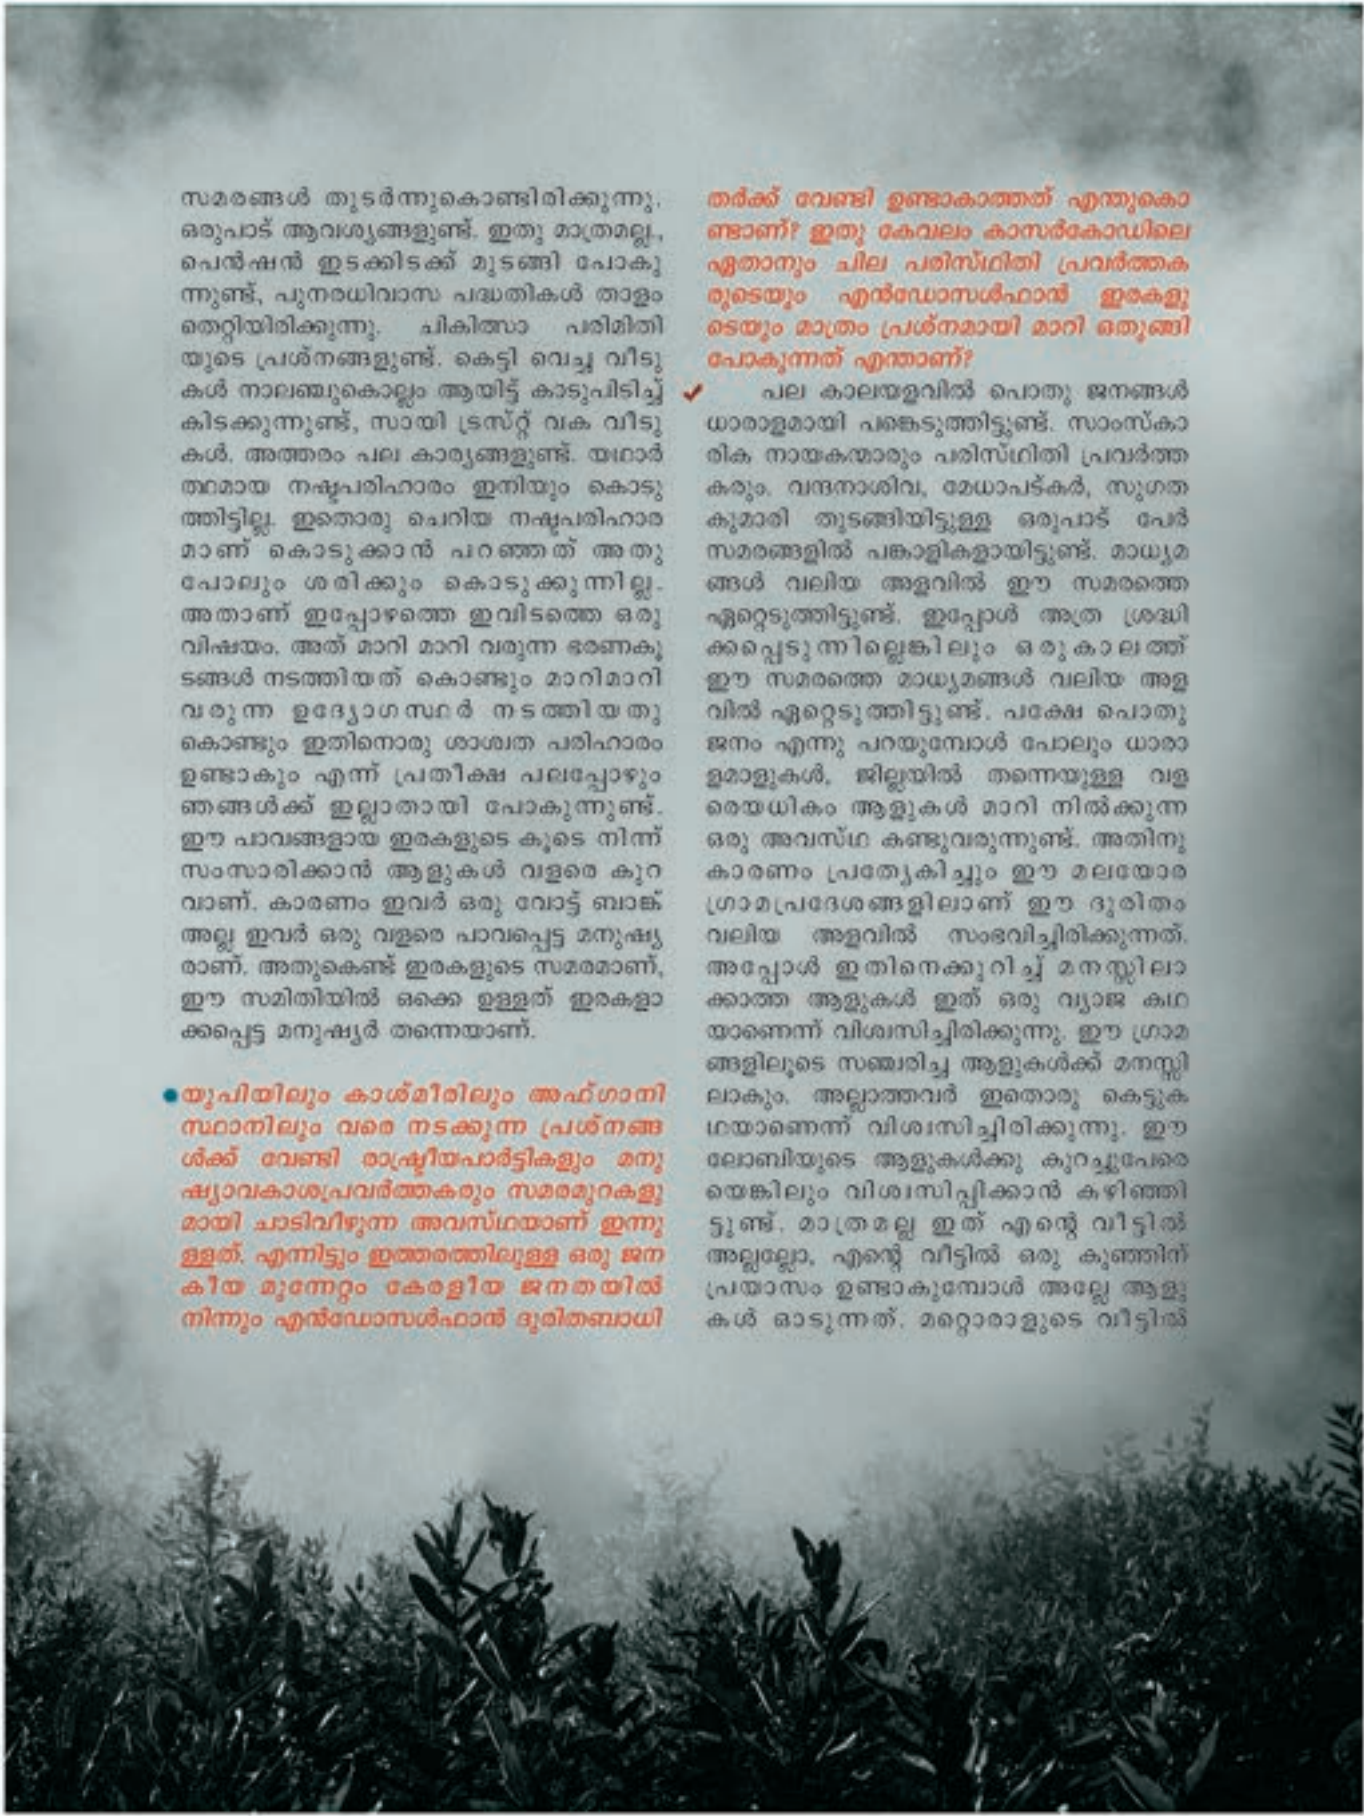 സമരങ്ങൾ തുടർന്നുകൊണ്ടിരിക്കുന്നു.
ഒരുപാട് ആവശ്യങ്ങളുണ്ട്. ഇതു മാത്രമല്ല.,
പെൻഷൻ ഇടക്കിടക്ക് മുടങ്ങി പോകു
ന്നുണ്ട്, പുനരധിവാസ പദ്ധതികൾ താളം
തെറ്റിയിരിക്കുന്നു. ചികിത്സാ പരിമിതി
യുടെ പ്രശ്നങ്ങളുണ്ട്. കെട്ടി വെച്ച വീടു
കൾ നാലഞ്ചുകൊല്ലം ആയിട്ട് കാടുപിടിച്ച്
കിടക്കുന്നുണ്ട്, സായി ട്രസ്റ്റ് വക വീടു
കൾ. അത്തരം പല കാര്യങ്ങളുണ്ട്. യഥാർ
ത്ഥമായ നഷ്ടപരിഹാരം ഇനിയും കൊടു
ത്തിട്ടില്ല. ഇതൊരു ചെറിയ നഷ്ടപരിഹാര
മാണ് കൊടുക്കാൻ പറഞ്ഞത് അതു
പോലും ശരിക്കും കൊടുക്കുന്നില്ല.
അതാണ് ഇപ്പോഴത്തെ ഇവിടത്തെ ഒരു
വിഷയം. അത് മാറി മാറി വരുന്ന ഭരണകൂ
ടങ്ങൾ നടത്തിയത് കൊണ്ടും മാറിമാറി
വരുന്ന ഉദ്യോഗസ്ഥർ നടത്തിയതു
കൊണ്ടും ഇതിനൊരു ശാശ്വത പരിഹാരം
ഉണ്ടാകും എന്ന് പ്രതീക്ഷ പലപ്പോഴും
ഞങ്ങൾക്ക് ഇല്ലാതായി പോകുന്നുണ്ട്.
ഈ പാവങ്ങളായ ഇരകളുടെ കൂടെ നിന്ന്
സംസാരിക്കാൻ ആളുകൾ വളരെ കുറ
വാണ്. കാരണം ഇവർ ഒരു വോട്ട് ബാങ്ക്
അല്ല ഇവർ ഒരു വളരെ പാവപ്പെട്ട മനുഷ്യ
രാണ്. അതുകെണ്ട് ഇരകളുടെ സമരമാണ്,
ഈ സമിതിയിൽ ഒക്കെ ഉള്ളത് ഇരകളാ
ക്കപ്പെട്ട മനുഷ്യർ തന്നെയാണ്.
യുപിയിലും കാശ്മീരിലും അഫ്ഗാനി
സ്ഥാനിലും വരെ നടക്കുന്ന പ്രശ്നങ്ങ
ൾക്ക് വേണ്ടി രാഷ്ട്രീയപാർട്ടികളും മനു
ഷ്യാവകാശപ്രവർത്തകരും സമരമുറകളു
മായി ചാടിവീഴുന്ന അവസ്ഥയാണ് ഇന്നു
ള്ളത്. എന്നിട്ടും ഇത്തരത്തിലുള്ള ഒരു ജന
കീയ മുന്നേറ്റം കേരളീയ ജനതയിൽ
നിന്നും എൻഡോസൾഫാൻ ദുരിതബാധി
തർക്ക് വേണ്ടി ഉണ്ടാകാത്തത് എന്തുകൊ
ണ്ടാണ്? ഇതു കേവലം കാസർകോഡിലെ
ഏതാനും ചില പരിസ്ഥിതി പ്രവർത്തക
രുടെയും എൻഡോസൾഫാൻ ഇരകളു
ടെയും മാത്രം പ്രശ്നമായി മാറി ഒതുങ്ങി
പോകുന്നത് എന്താണ്?
പല കാലയളവിൽ പൊതു ജനങ്ങൾ
ധാരാളമായി പങ്കെടുത്തിട്ടുണ്ട്. സാംസ്കാ
രിക നായകന്മാരും പരിസ്ഥിതി പ്രവർത്ത
കരും. വന്ദനാശിവ, മേധാപട്കർ, സുഗത
കുമാരി തുടങ്ങിയിട്ടുള്ള ഒരുപാട് പേർ
സമരങ്ങളിൽ പങ്കാളികളായിട്ടുണ്ട്. മാധ്യമ
ങ്ങൾ വലിയ അളവിൽ ഈ സമരത്തെ
ഏറ്റെടുത്തിട്ടുണ്ട്. ഇപ്പോൾ അത്ര ശ്രദ്ധി
ക്കപ്പെടുന്നില്ലെങ്കിലും ഒരുകാലത്ത്
ഈ സമരത്തെ മാധ്യമങ്ങൾ വലിയ അള
വിൽ ഏറ്റെടുത്തിട്ടുണ്ട്. പക്ഷേ പൊതു
ജനം എന്നു പറയുമ്പോൾ പോലും ധാരാ
ളമാളുകൾ, ജില്ലയിൽ തന്നെയുള്ള വള
രെയധികം ആളുകൾ മാറി നിൽക്കുന്ന
ഒരു അവസ്ഥ കണ്ടുവരുന്നുണ്ട്. അതിനു
കാരണം പ്രത്യേകിച്ചും ഈ മലയോര
ഗ്രാമപ്രദേശങ്ങളിലാണ് ഈ ദുരിതം
വലിയ അളവിൽ സംഭവിച്ചിരിക്കുന്നത്.
അപ്പോൾ ഇതിനെക്കുറിച്ച് മനസ്സിലാ
ക്കാത്ത ആളുകൾ ഇത് ഒരു വ്യാജ കഥ
യാണെന്ന് വിശ്വസിച്ചിരിക്കുന്നു. ഈ ഗ്രാമ
ങ്ങളിലൂടെ സഞ്ചരിച്ച ആളുകൾക്ക് മനസ്സി
ലാകും. അല്ലാത്തവർ ഇതൊരു കെട്ടുക
ഥയാണെന്ന് വിശ്വസിച്ചിരിക്കുന്നു. ഈ
ലോബിയുടെ ആളുകൾക്കു കുറച്ചുപേരെ
യെങ്കിലും വിശ്വസിപ്പിക്കാൻ കഴിഞ്ഞി
ട്ടുണ്ട്. മാത്രമല്ല ഇത് എന്റെ വീട്ടിൽ
അല്ലല്ലോ, എന്റെ വീട്ടിൽ ഒരു കുഞ്ഞിന്
പ്രയാസം ഉണ്ടാകുമ്പോൾ അല്ലേ ആളു
കൾ ഓടുന്നത്. മറ്റൊരാളുടെ വീട്ടിൽ